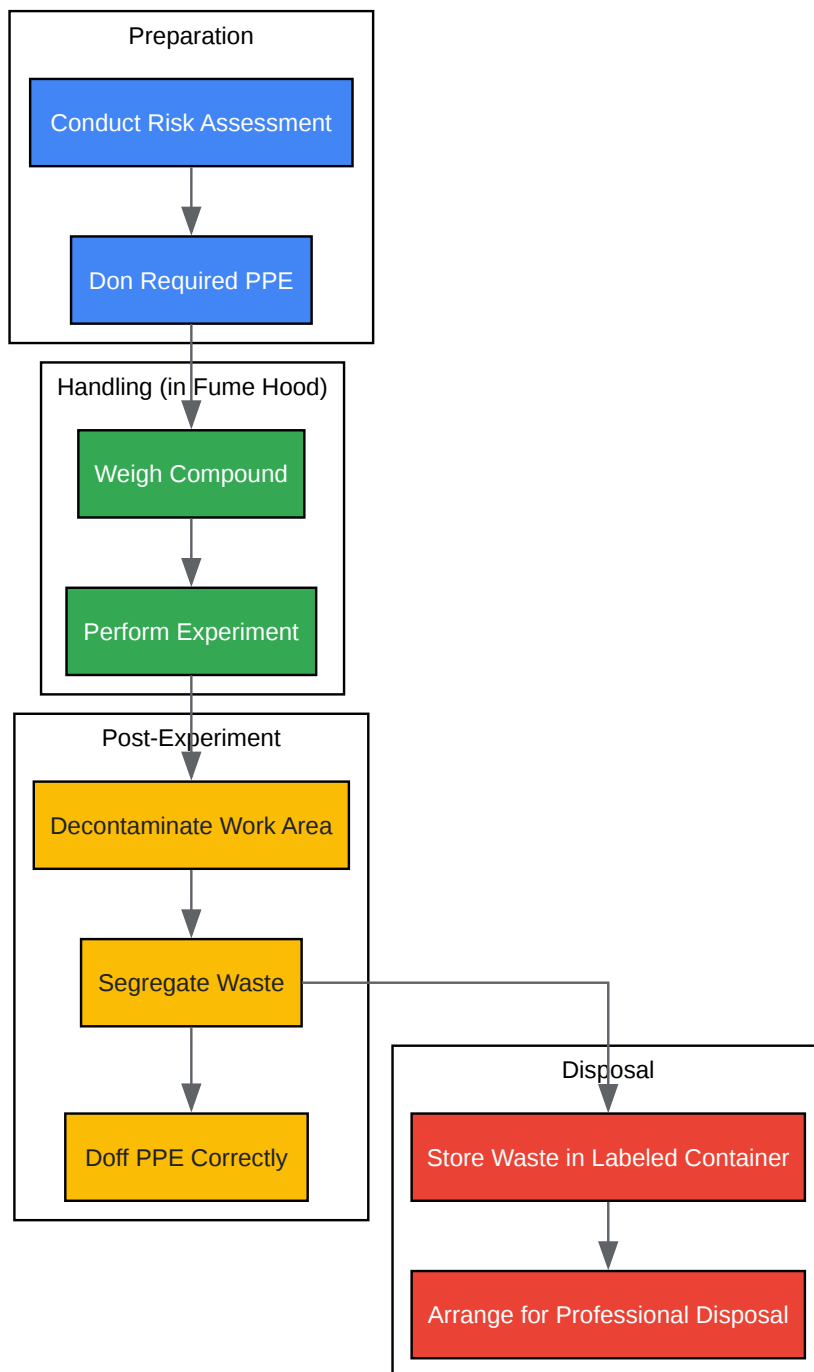 Preparation
Conduct Risk Assessment
Don Required PPE
Handling (in Fume Hood)
Weigh Compound
Perform Experiment
Post-Experiment
Decontaminate Work Area
Segregate Waste
Doff PPE Correctly
Disposal
Store Waste in Labeled Container
Arrange for Professional Disposal